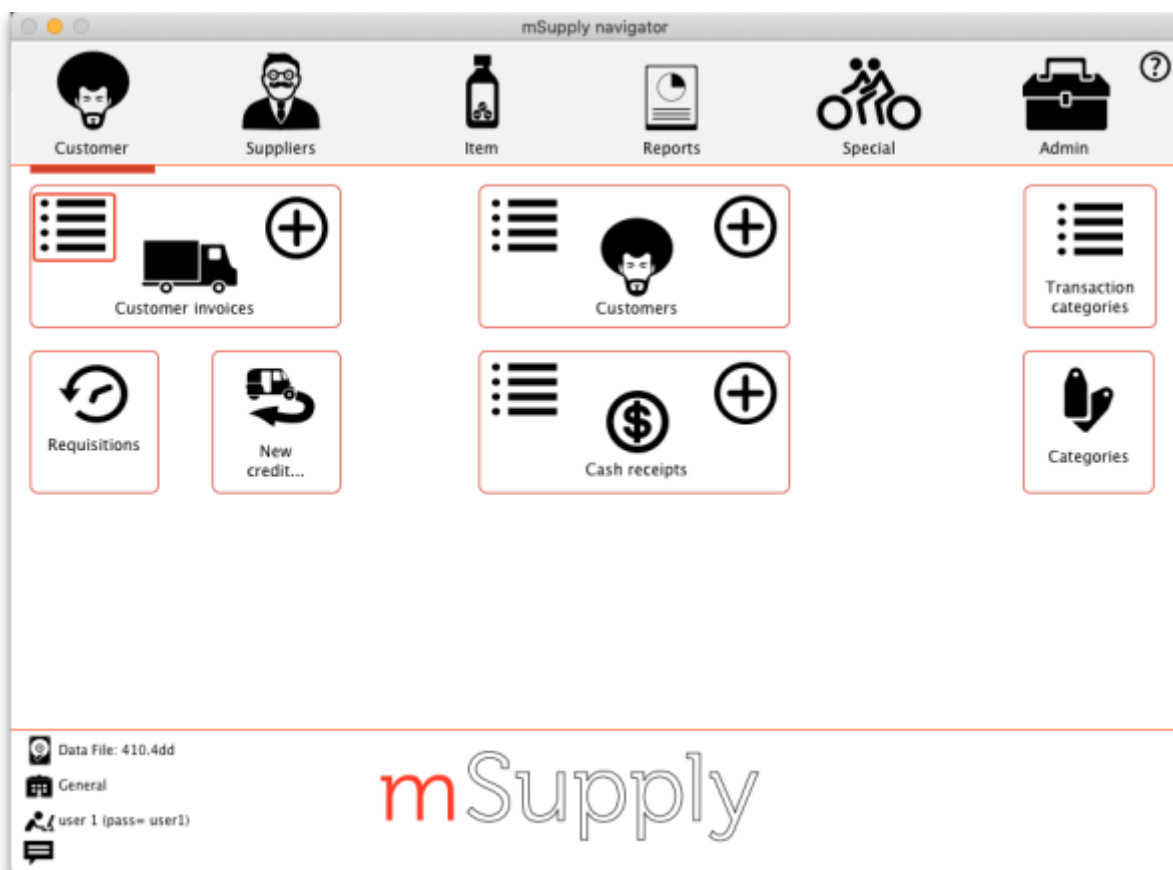 mSupply navigator
Customer
Suppliers
Item
Reports
Special
Admin
?
Customer invoices
Customers
Transaction
categories
Requisitions
New
credit...
$
Cash receipts
Categories
Data File: 410.4dd
General
user 1 (pass= user1)
mSupply